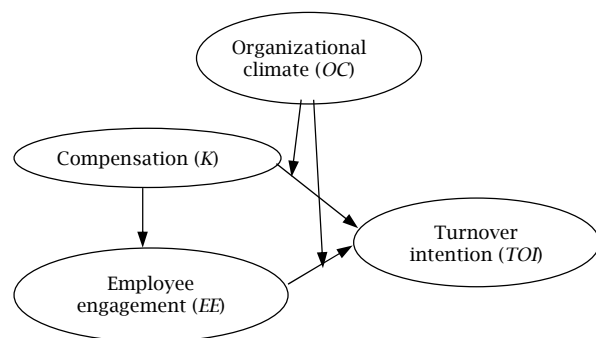 Organizational
climate (OC)
Compensation (K)
Turnover
intention (TOI)
Employee
engagement (EE)